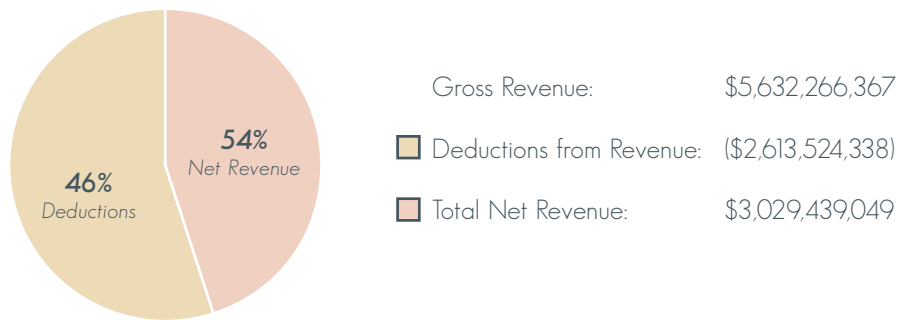 54%
Net Revenue
46%
Deductions
Gross Revenue: $5,632,266,367
Deductions from Revenue: ($2,613,524,338)
Total Net Revenue: $3,029,439,049